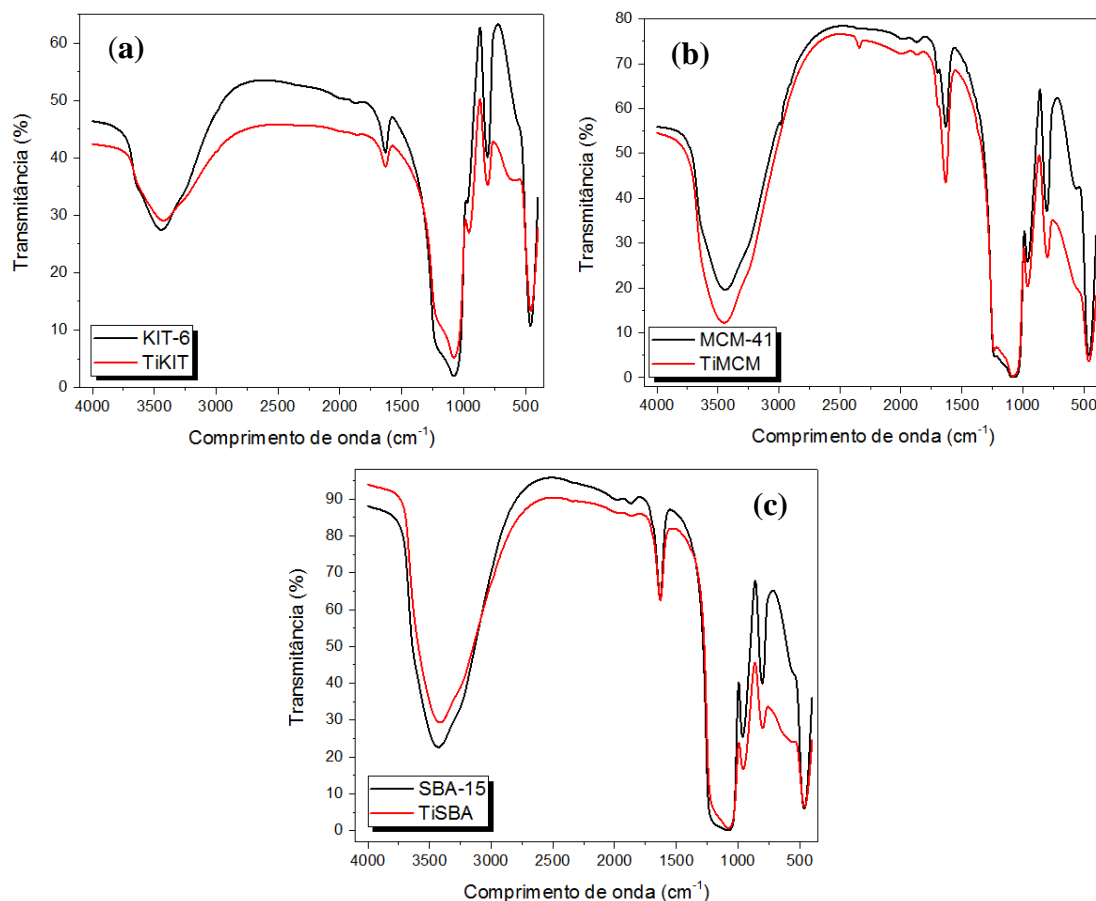 (a)
60
50
40
30
20
10
0
Transmitância (%)
KIT-6
TiKIT
4000 3500 3000 2500 2000 1500 1000 500
Comprimento de onda (cm-1)
(b)
80
70
60
50
40
30
20
10
0
Transmitância (%)
MCM-41
TiMCM
4000 3500 3000 2500 2000 1500 1000 500
Comprimento de onda (cm-1)
(c)
90
80
70
60
50
40
30
20
10
0
Transmitância (%)
SBA-15
TiSBA
4000 3500 3000 2500 2000 1500 1000 500
Comprimento de onda (cm-1)